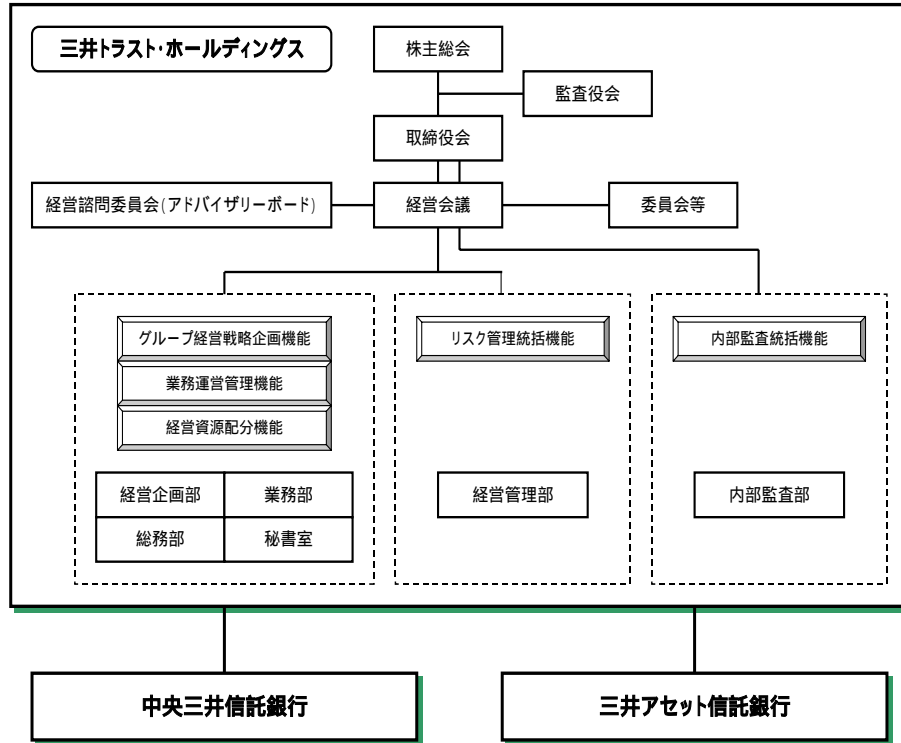 三井トラスト・ホールディングス
株主総会
監査役会
取締役会
経営諮問委員会(アドバイザリーボード)
経営会議
委員会等
グループ経営戦略企画機能
業務運営管理機能
経営資源配分機能
リスク管理統括機能
内部監査統括機能
経営企画部
業務部
総務部
秘書室
経営管理部
内部監査部
中央三井信託銀行
三井アセット信託銀行